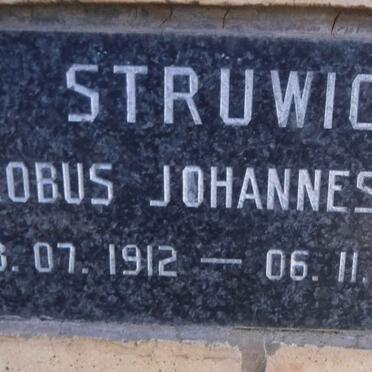 STRUWIC
OBUS JOHANNES
.07.1912 — 06.11.